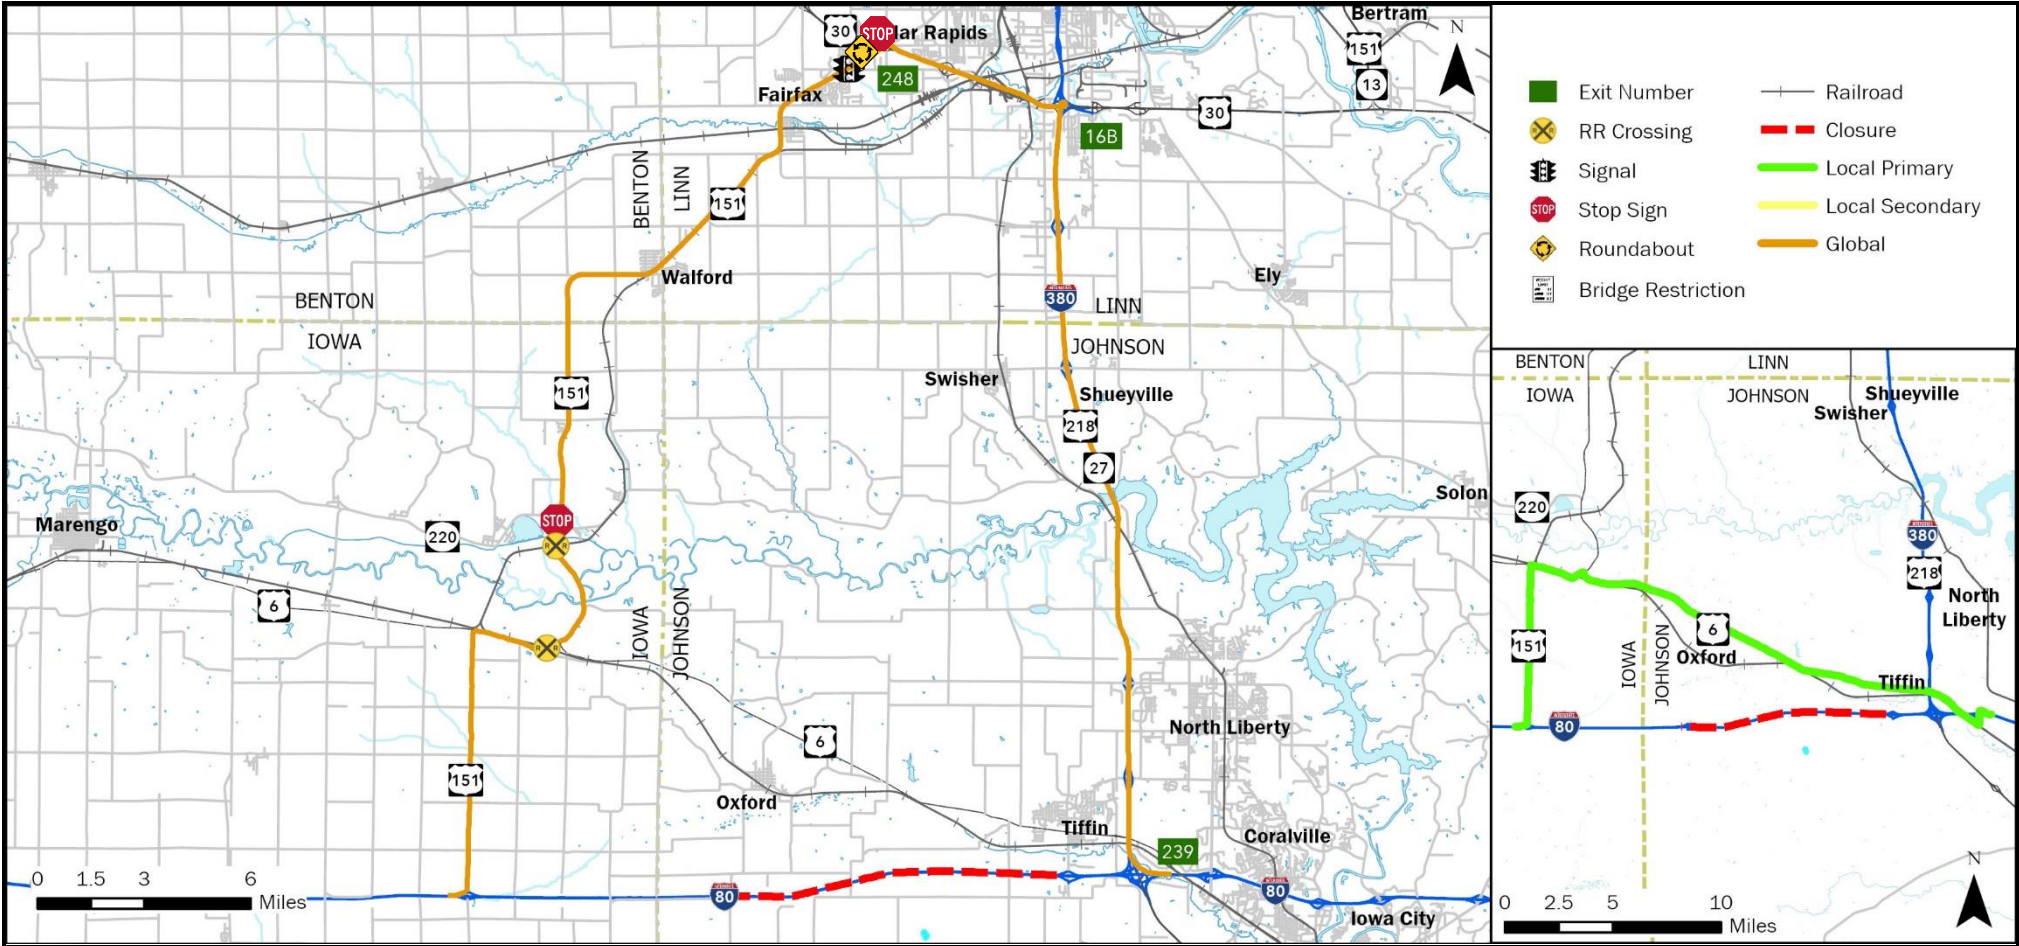 Bertram
30
STOP
lar Rapids
N
151
248
13
Fairfax
30
16B
BENTON
LINN
151
Walford
Ely
BENTON
380
LINN
IOWA
JOHNSON
Swisher
151
Shueyville
218
27
Solon
Marengo
STOP
220
R R
6
IOWA
JOHNSON
R R
North Liberty
6
151
Oxford
Tiffin
Coralville
239
0 1.5 3 6
Miles
80
80
Iowa City
Exit Number
Railroad
RR Crossing
Closure
Signal
Local Primary
STOP
Stop Sign
Local Secondary
Roundabout
Global
Bridge Restriction
BENTON
LINN
IOWA
JOHNSON
Shueyville
Swisher
220
380
218
North
Liberty
151
6
IOWA
JOHNSON
Oxford
Tiffin
80
N
0 2.5 5 10
Miles